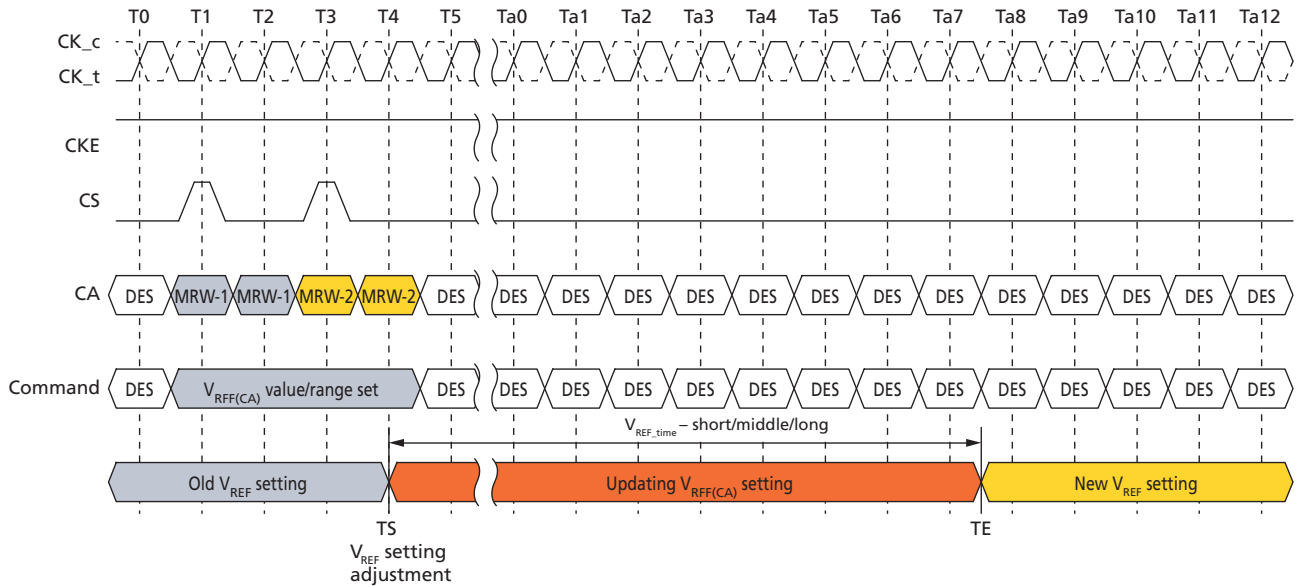 T0 T1 T2 T3 T4 T5 Ta0 Ta1 Ta2 Ta3 Ta4 Ta5 Ta6 Ta7 Ta8 Ta9 Ta10 Ta11 Ta12
CK_c
CK_t
CKE
CS
CA DES MRW-1 MRW-1 MRW-2 MRW-2 DES DES DES DES DES DES DES DES DES DES DES DES DES DES
Command DES VRFF(CA) value/range set DES DES DES DES DES DES DES DES DES DES DES DES DES DES
VREF_time – short/middle/long
Old VREF setting Updating VRFF(CA) setting New VREF setting
TS TE
VREF setting
adjustment